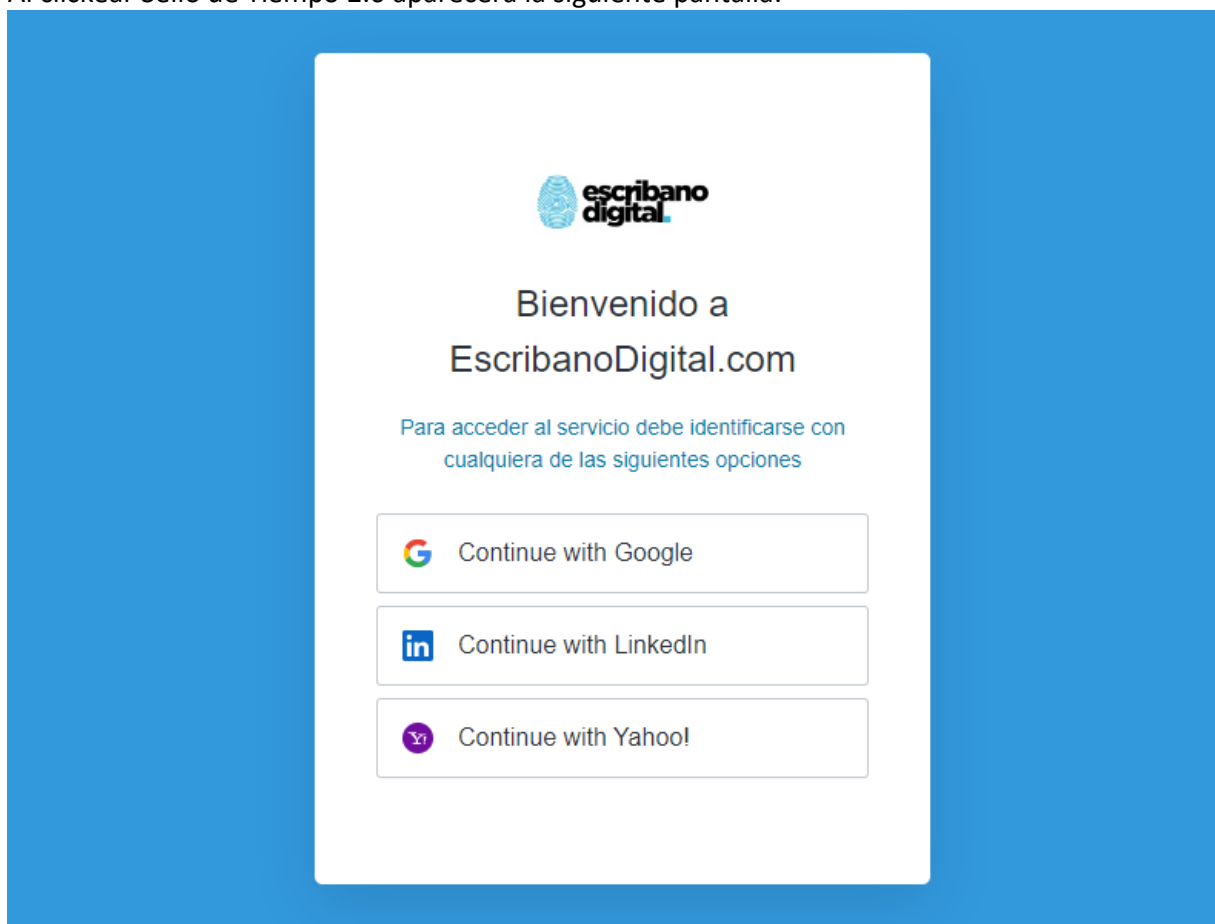 escribano
digital.
Bienvenido a
EscribanoDigital.com
Para acceder al servicio debe identificarse con
cualquiera de las siguientes opciones
Continue with Google
Continue with LinkedIn
Continue with Yahoo!